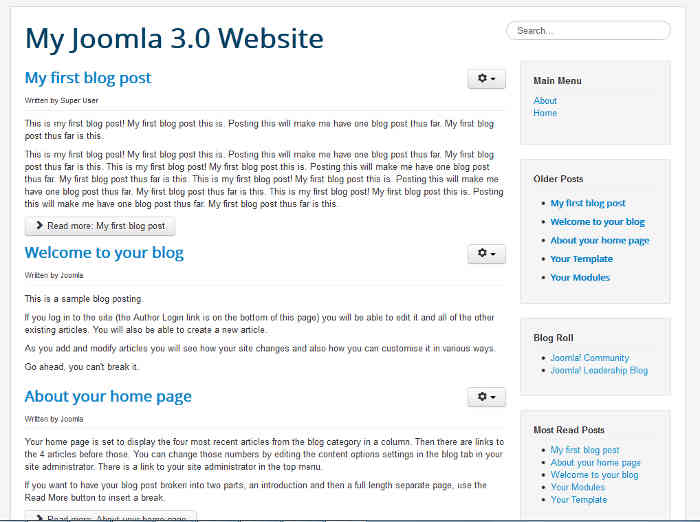 My Joomla 3.0 Website
Search...
My first blog post
Written by Super User
This is my first blog post! My first blog post this is. Posting this will make me have one blog post thus far. My first blog
post thus far is this.
This is my first blog post! My first blog post this is. Posting this will make me have one blog post thus far. My first blog
post thus far is this. This is my first blog post! My first blog post this is. Posting this will make me have one blog post
thus far. My first blog post thus far is this. This is my first blog post! My first blog post this is. Posting this will make me
have one blog post thus far. My first blog post thus far is this. This is my first blog post! My first blog post this is. Posting
this will make me have one blog post thus far. My first blog post thus far is this.
Read more: My first blog post
Welcome to your blog
Written by Joomla
This is a sample blog posting.
If you log in to the site (the Author Login link is on the bottom of this page) you will be able to edit it and all of the other
existing articles. You will also be able to create a new article.
As you add and modify articles you will see how your site changes and also how you can customise it in various ways.
Go ahead, you can't break it.
About your home page
Written by Joomla
Your home page is set to display the four most recent articles from the blog category in a column. Then there are links to
the 4 articles before those. You can change those numbers by editing the content options settings in the blog tab in your
site administrator. There is a link to your site administrator in the top menu.
If you want to have your blog post broken into two parts, an introduction and then a full length separate page, use the
Read More button to insert a break.
Read more: About your home page
Main Menu
About
Home
Older Posts
My first blog post
Welcome to your blog
About your home page
Your Template
Your Modules
Blog Roll
Joomla! Community
Joomla! Leadership Blog
Most Read Posts
My first blog post
About your home page
Welcome to your blog
Your Modules
Your Template